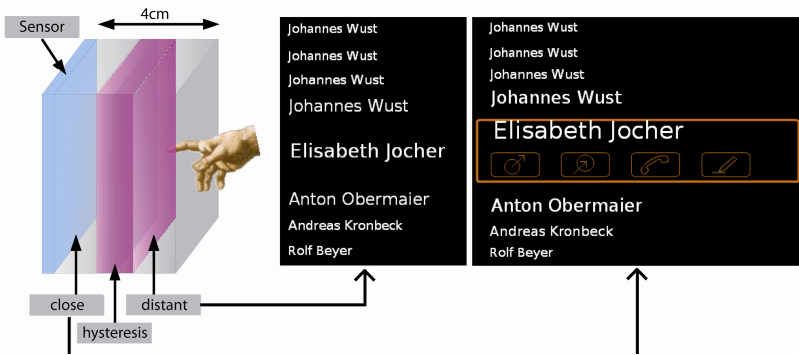 Sensor
4cm
close
hysteresis
distant
Johannes Wust
Johannes Wust
Johannes Wust
Johannes Wust
Elisabeth Jocher
Anton Obermaier
Andreas Kronbeck
Rolf Beyer
Johannes Wust
Johannes Wust
Johannes Wust
Johannes Wust
Elisabeth Jocher
Anton Obermaier
Andreas Kronbeck
Rolf Beyer